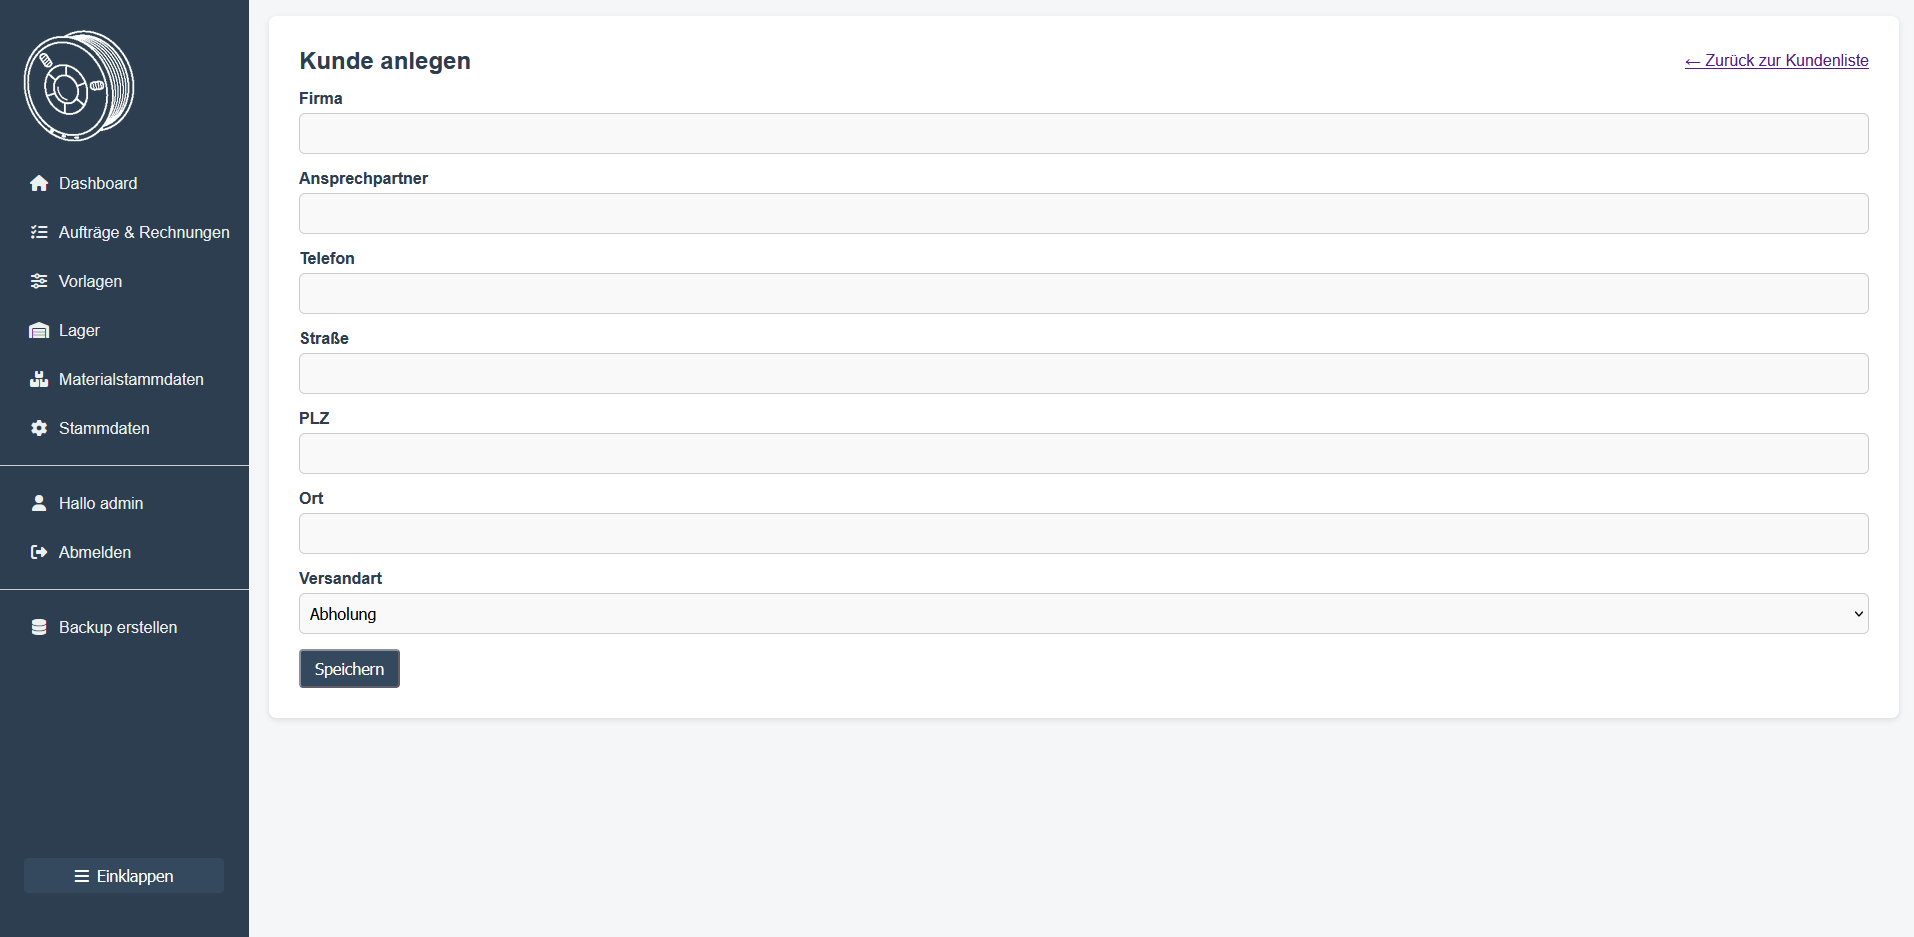 Dashboard
Aufträge & Rechnungen
Vorlagen
Lager
Materialstammdaten
Stammdaten
Hallo admin
Abmelden
Backup erstellen
Einklappen
Kunde anlegen
← Zurück zur Kundenliste
Firma
Ansprechpartner
Telefon
Straße
PLZ
Ort
Versandart
Abholung
Speichern